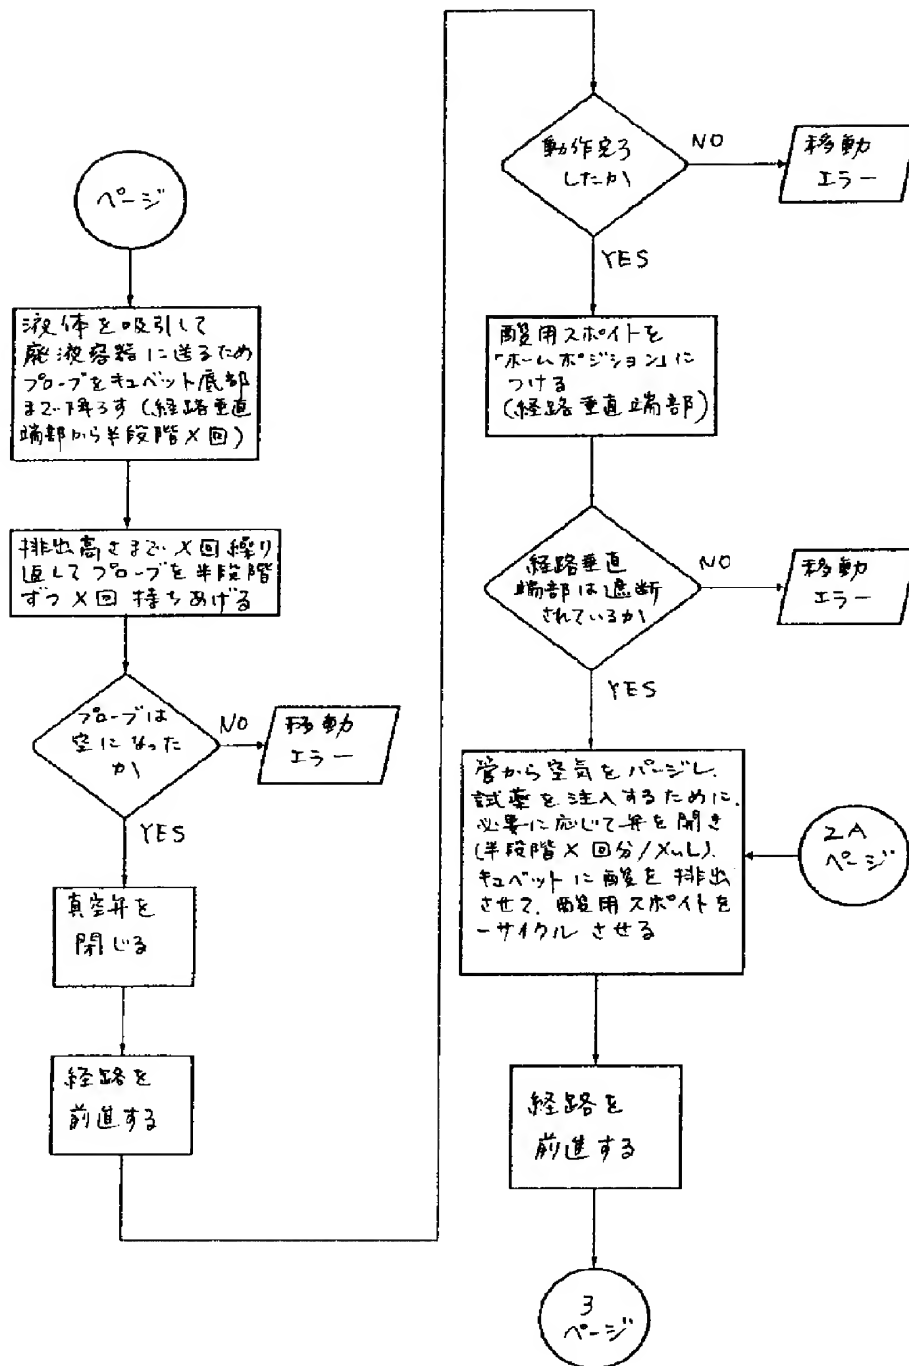 ページ
液体を吸引して
廃液容器に送るため
プローブをキュベット底部
まで降ろす(経路垂直
端部から半段階X回)
排出高さまでX回繰り
返してプローブを半段階
ずつX回持ちあげる
プローブは
空になった
か
NO
移動
エラー
YES
真空弁を
閉じる
経路を
前進する
動作完了
したか
NO
移動
エラー
YES
酸用スポイトを
「ホームポジション」に
つける
(経路垂直端部)
経路垂直
端部は遮断
されているか
NO
移動
エラー
YES
管から空気をパージし、
試薬を注入するために、
必要に応じて弁を開き
(半段階X回分/XuL)、
キュベットに酸を排出
させて、酸用スポイトを
一サイクルさせる
2A
ページ
経路を
前進する
3
ページ